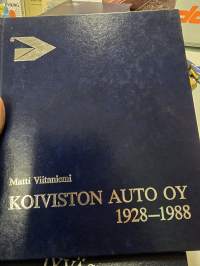 Matti Viitaniemi
KOIVISTON AUTO OY
1928–1988